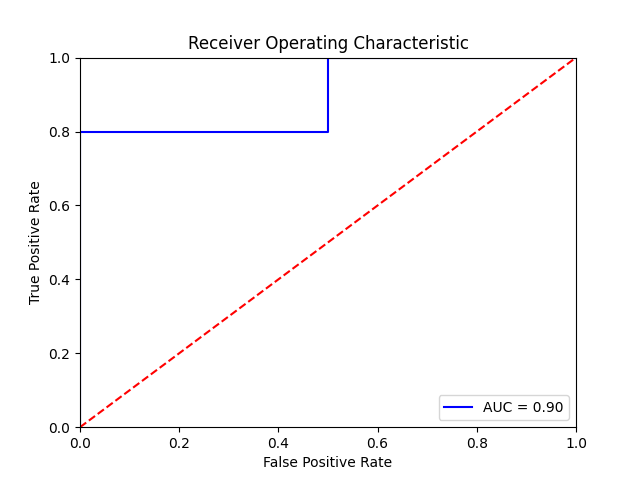 Receiver Operating Characteristic
True Positive Rate
1.0
0.8
0.6
0.4
0.2
0.0
AUC = 0.90
0.0 0.2 0.4 0.6 0.8 1.0
False Positive Rate